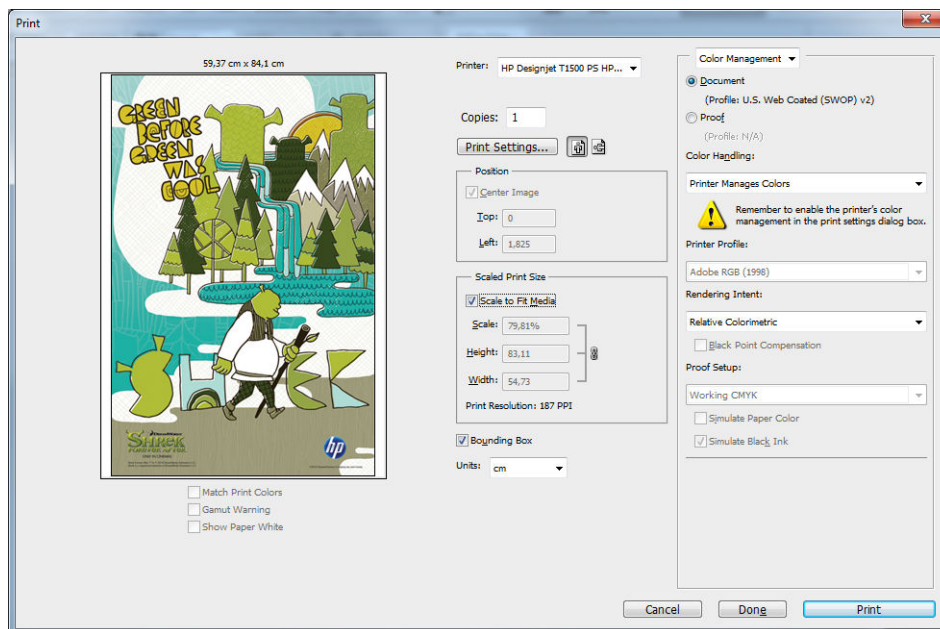 Print
59,37 cm x 84,1 cm
GREEN
BEFORE
GREEN
WAS
COOL
SHREK
DreamWorks
SHREK
FOREVER AFTER
hp
Match Print Colors
Gamut Warning
Show Paper White
Printer: HP Designjet T1500 PS HP...
Copies: 1
Print Settings...
Position
Center Image
Top: 0
Left: 1,825
Scaled Print Size
Scale to Fit Media
Scale: 79,81%
Height: 83,11
Width: 54,73
Print Resolution: 187 PPI
Bounding Box
Units: cm
Color Management
Document
(Profile: U.S. Web Coated (SWOP) v2)
Proof
(Profile: N/A)
Color Handling:
Printer Manages Colors
Remember to enable the printer's color
management in the print settings dialog box.
Printer Profile:
Adobe RGB (1998)
Rendering Intent:
Relative Colorimetric
Black Point Compensation
Proof Setup:
Working CMYK
Simulate Paper Color
Simulate Black Ink
Cancel
Done
Print